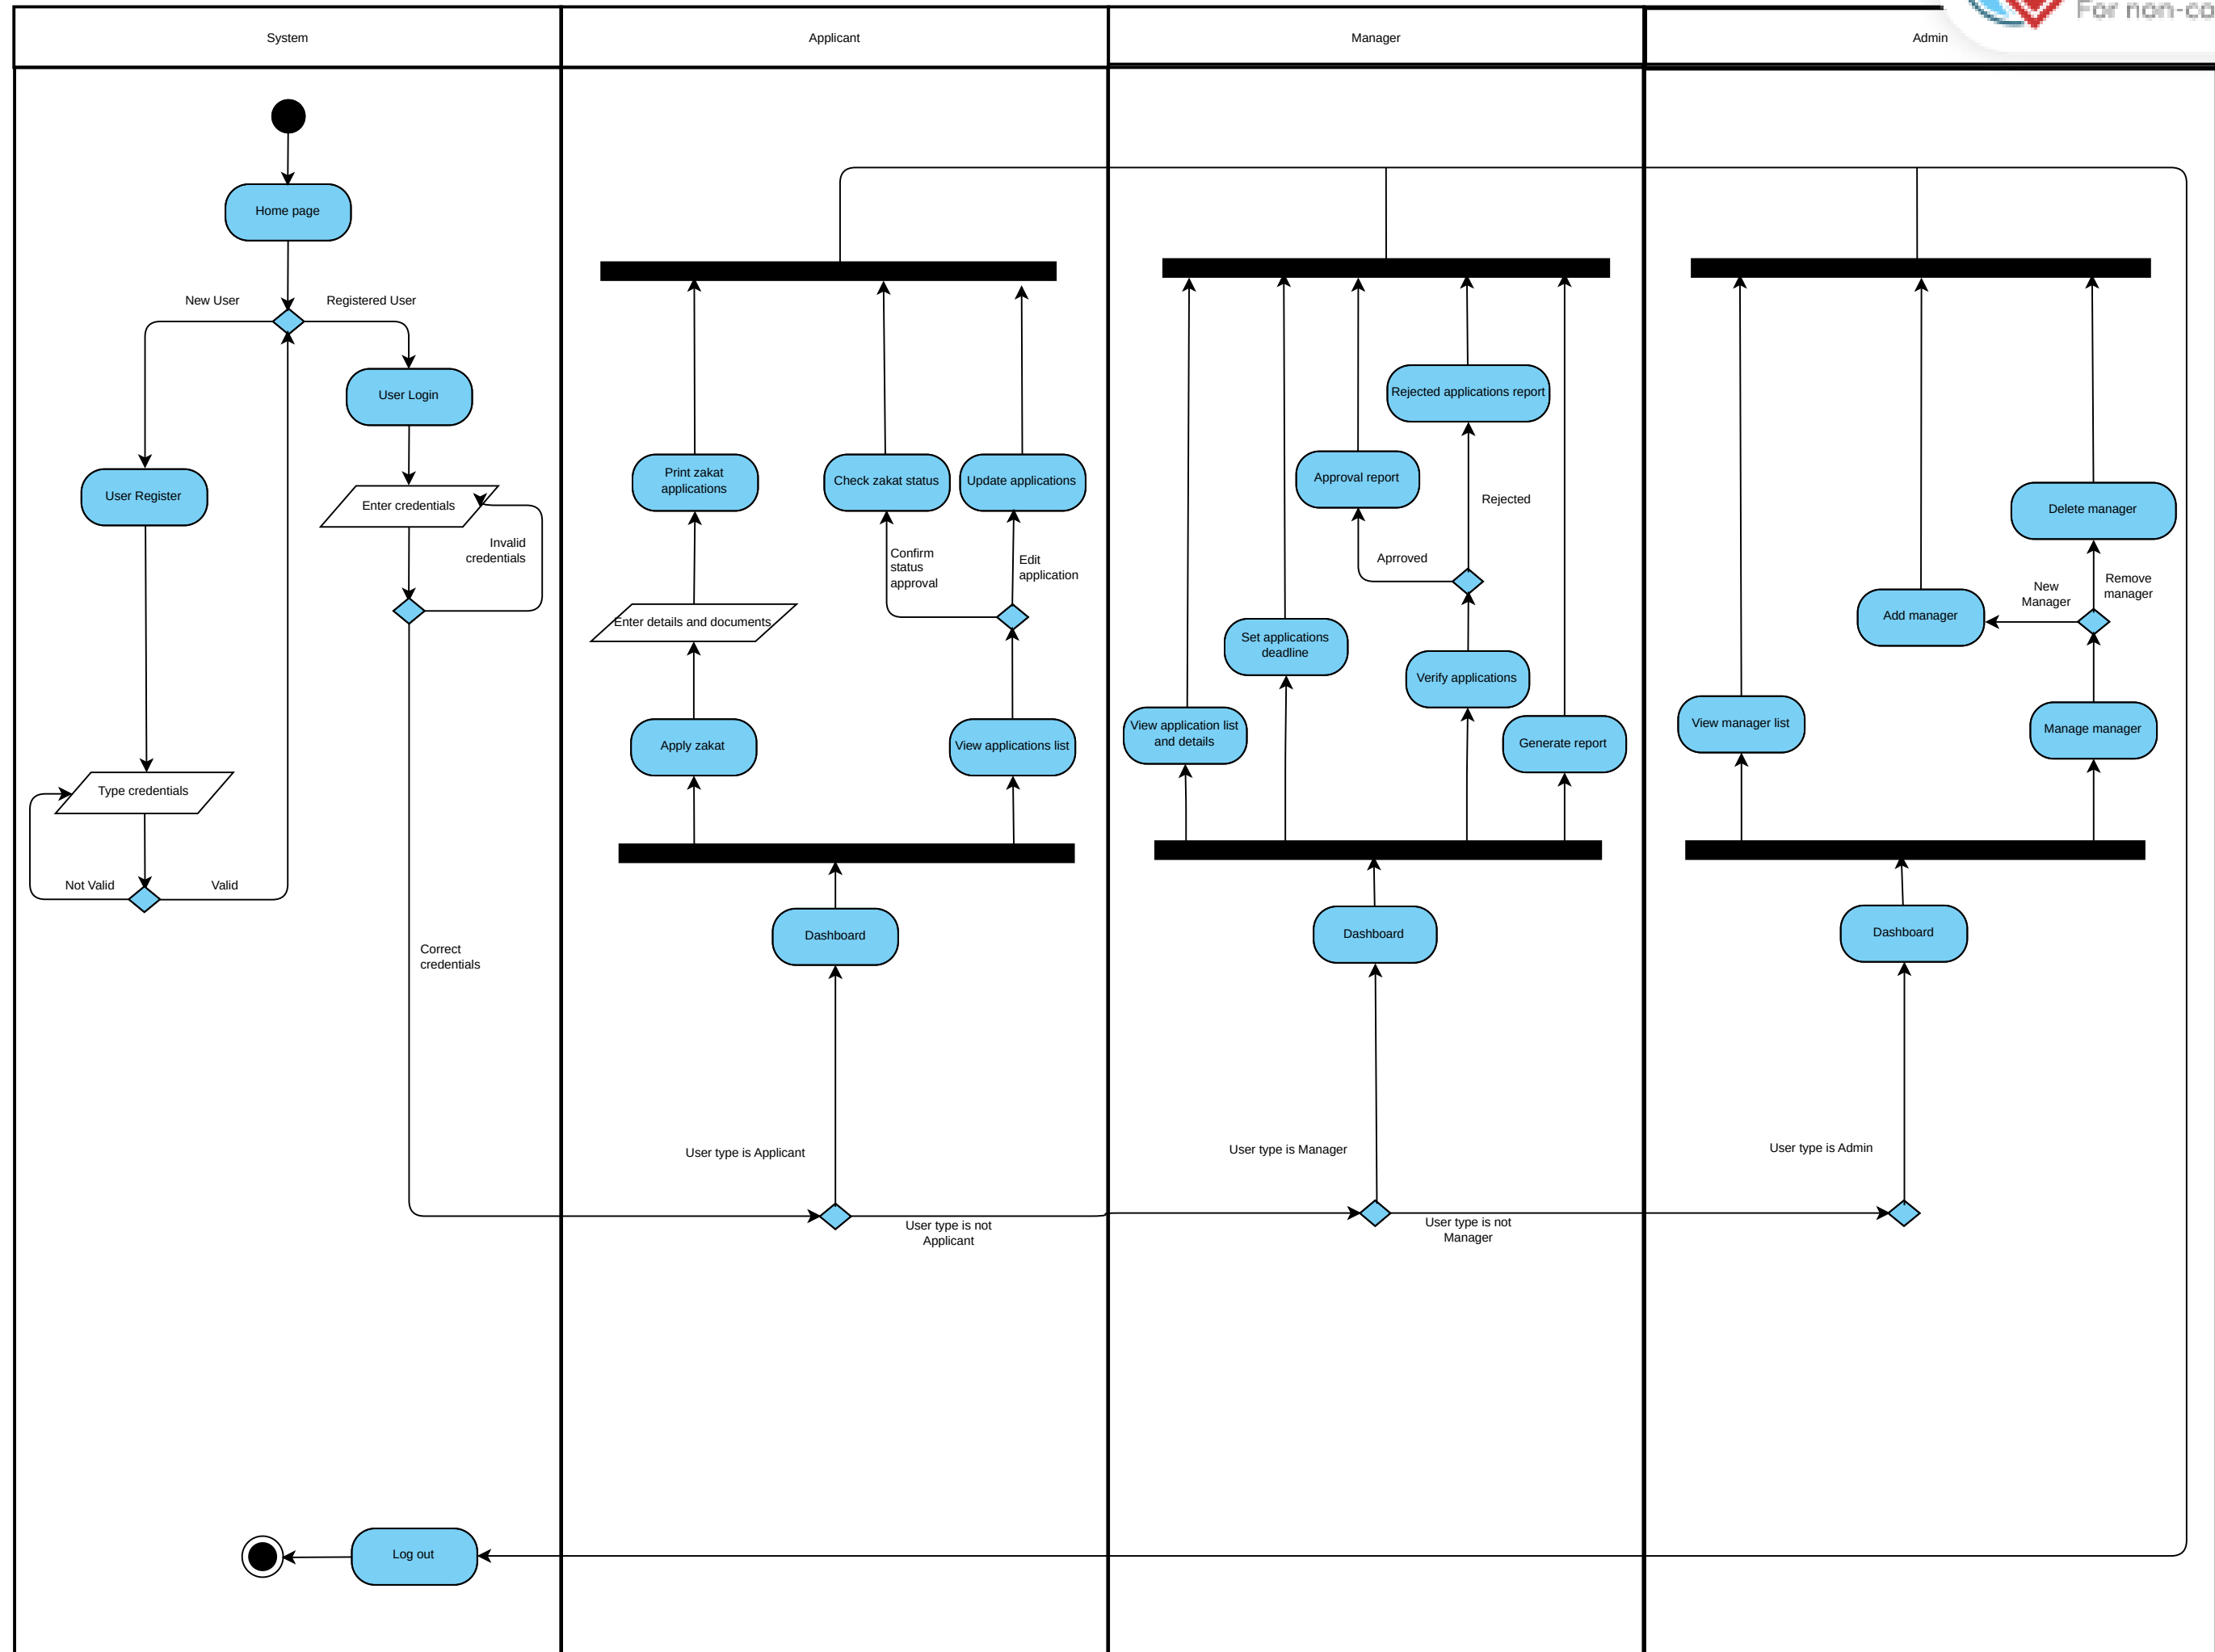 System
Applicant
Manager
Admin
For non-co
Home page
New User
Registered User
User Login
User Register
Enter credentials
Invalid
credentials
Type credentials
Not Valid
Valid
Correct
credentials
Log out
Print zakat
applications
Check zakat status
Update applications
Confirm
status
approval
Edit
application
Enter details and documents
Apply zakat
View applications list
Dashboard
User type is Applicant
User type is not
Applicant
Rejected applications report
Approval report
Rejected
Aprroved
Set applications
deadline
Verify applications
View application list
and details
Generate report
Dashboard
User type is Manager
User type is not
Manager
Delete manager
New
Manager
Remove
manager
Add manager
View manager list
Manage manager
Dashboard
User type is Admin